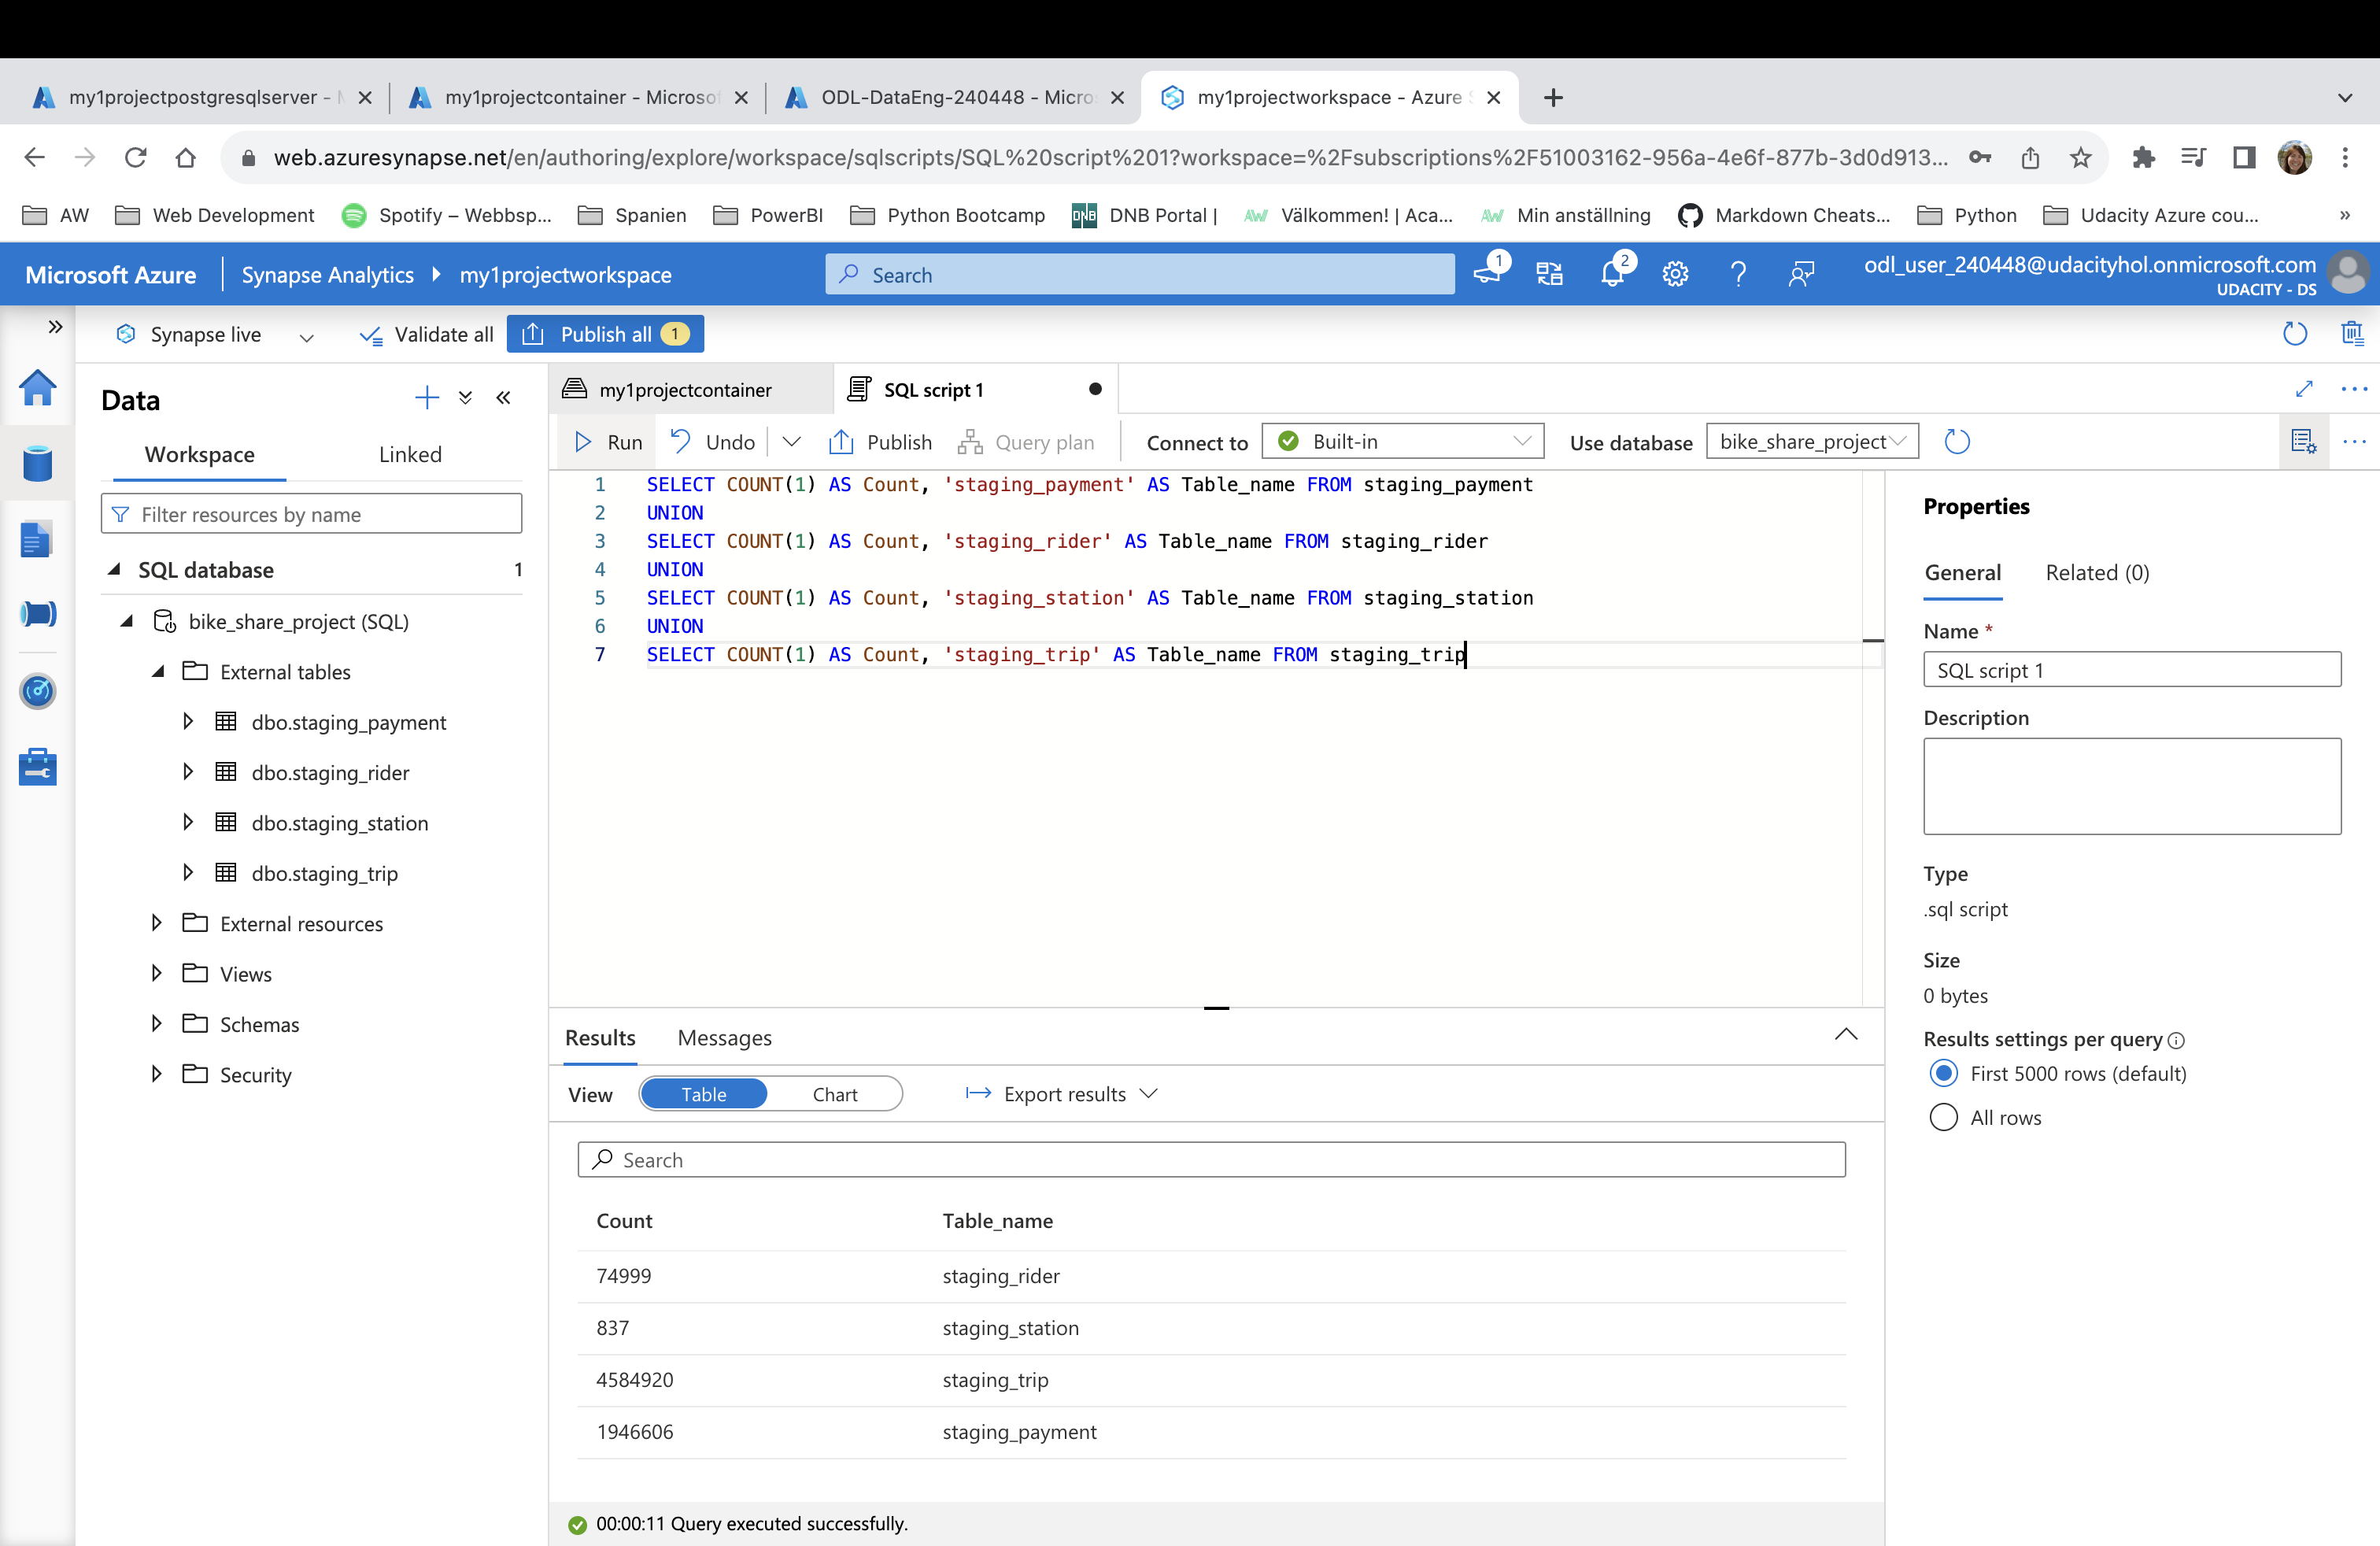 my1projectpostgresqlserver - M
my1projectcontainer - Microsof
ODL-DataEng-240448 - Micro
my1projectworkspace - Azure S
web.azuresynapse.net/en/authoring/explore/workspace/sqlscripts/SQL%20script%201?workspace=%2Fsubscriptions%2F51003162-956a-4e6f-877b-3d0d913...
AW
Web Development
Spotify – Webbsp...
Spanien
PowerBI
Python Bootcamp
DNB
DNB Portal |
AW
Välkommen! | Aca...
AW
Min anställning
Markdown Cheats...
Python
Udacity Azure cou...
»
Microsoft Azure
Synapse Analytics
my1projectworkspace
Search
1
2
odl_user_240448@udacityhol.onmicrosoft.com
UDACITY - DS
Synapse live
Validate all
Publish all 1
Data
Workspace
Linked
Filter resources by name
SQL database 1
bike_share_project (SQL)
External tables
dbo.staging_payment
dbo.staging_rider
dbo.staging_station
dbo.staging_trip
External resources
Views
Schemas
Security
my1projectcontainer
SQL script 1
Run
Undo
Publish
Query plan
Connect to
Built-in
Use database
bike_share_project
1 SELECT COUNT(1) AS Count, 'staging_payment' AS Table_name FROM staging_payment
2 UNION
3 SELECT COUNT(1) AS Count, 'staging_rider' AS Table_name FROM staging_rider
4 UNION
5 SELECT COUNT(1) AS Count, 'staging_station' AS Table_name FROM staging_station
6 UNION
7 SELECT COUNT(1) AS Count, 'staging_trip' AS Table_name FROM staging_trip
Results
Messages
View
Table
Chart
Export results
Search
Count Table_name
74999 staging_rider
837 staging_station
4584920 staging_trip
1946606 staging_payment
00:00:11 Query executed successfully.
Properties
General
Related (0)
Name *
SQL script 1
Description
Type
.sql script
Size
0 bytes
Results settings per query
First 5000 rows (default)
All rows